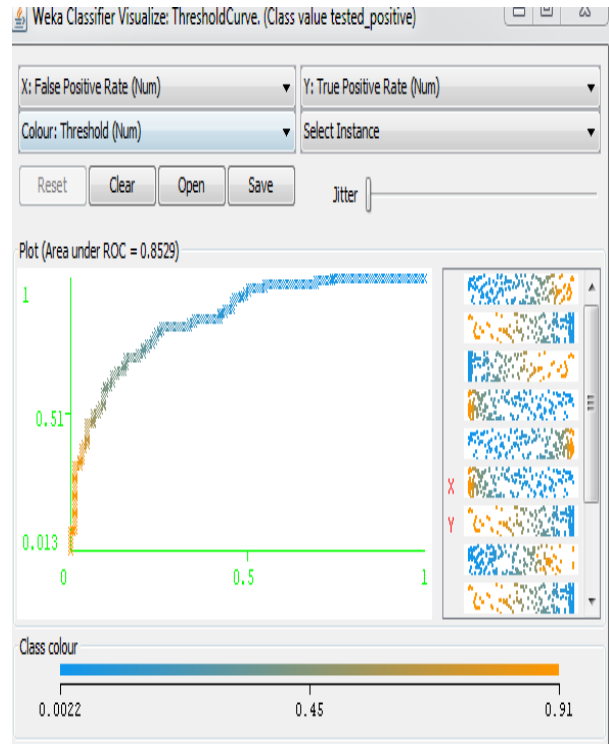 Weka Classifier Visualize: ThresholdCurve. (Class value tested_positive)
X: False Positive Rate (Num)
Y: True Positive Rate (Num)
Colour: Threshold (Num)
Select Instance
Reset
Clear
Open
Save
Jitter
Plot (Area under ROC = 0.8529)
1
0.51
0.013
0
0.5
1
X
Y
Class colour
0.0022
0.45
0.91